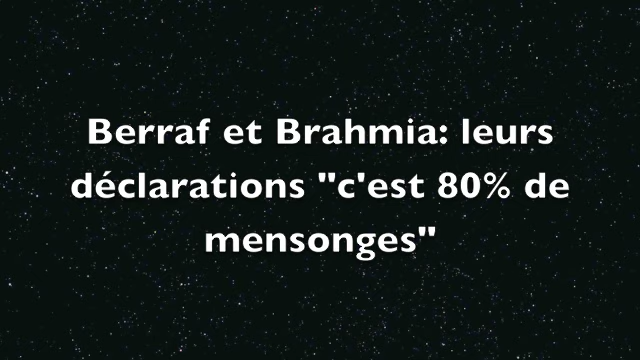 Berraf et Brahmia: leurs
déclarations "c'est 80% de
mensonges"